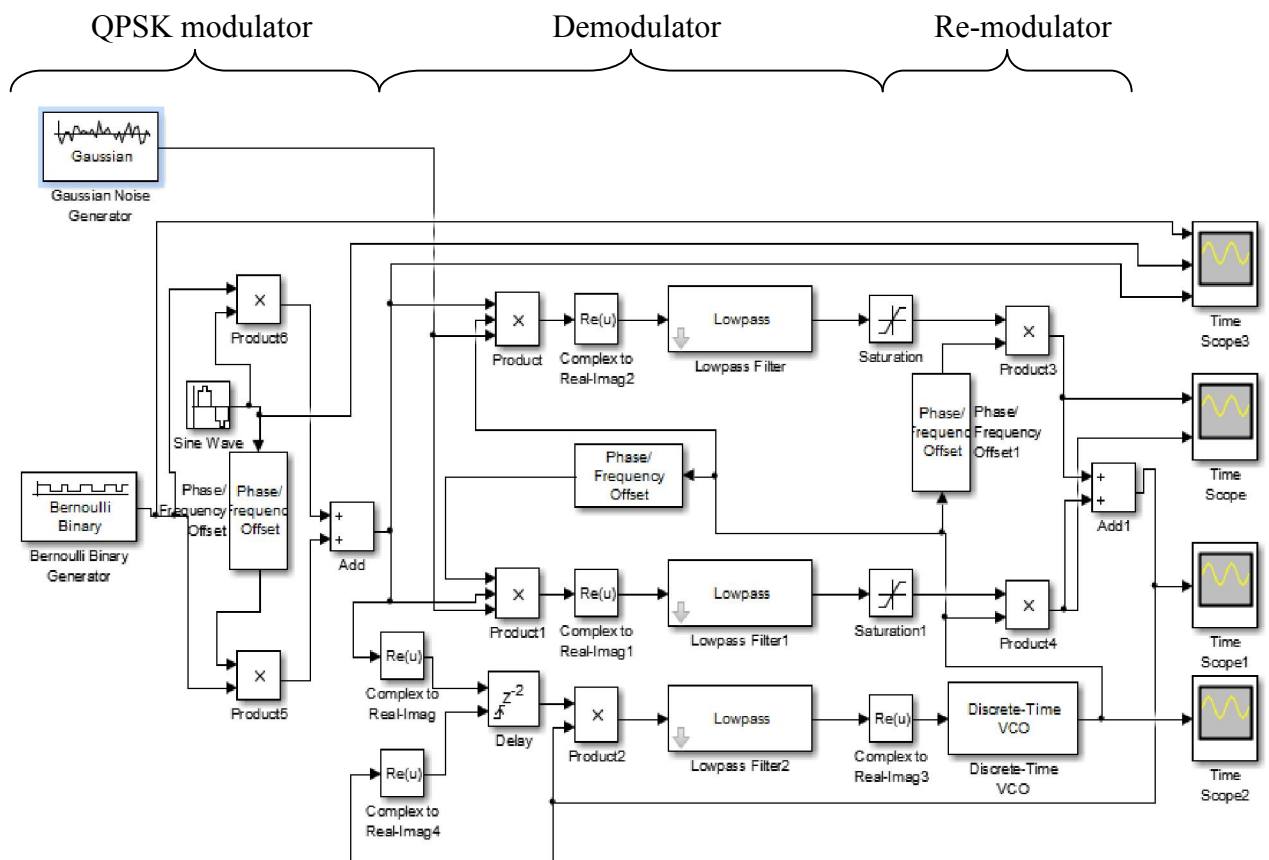 QPSK modulator
Demodulator
Re-modulator
Gaussian
Gaussian Noise
Generator
×
Product6
Sine Wave
Bernoulli
Binary
Bernoulli Binary
Generator
Phase/
Frequency
Offset
Phase/
Frequency
Offset
×
Product5
+
+
Add
×
Product
Re(u)
Complex to
Real-Imag2
Lowpass
Lowpass Filter
Saturation
×
Product3
Time
Scope3
Phase/
Frequency
Offset
Phase/
Frequency
Offset
Phase/
Frequency
Offset1
Time
Scope
+
+
Add1
×
Product1
Re(u)
Complex to
Real-Imag1
Lowpass
Lowpass Filter1
Saturation1
×
Product4
Time
Scope1
Re(u)
Complex to
Real-Imag
Z-2
Delay
×
Product2
Lowpass
Lowpass Filter2
Re(u)
Complex to
Real-Imag3
Discrete-Time
VCO
Discrete-Time
VCO
Time
Scope2
Re(u)
Complex to
Real-Imag4